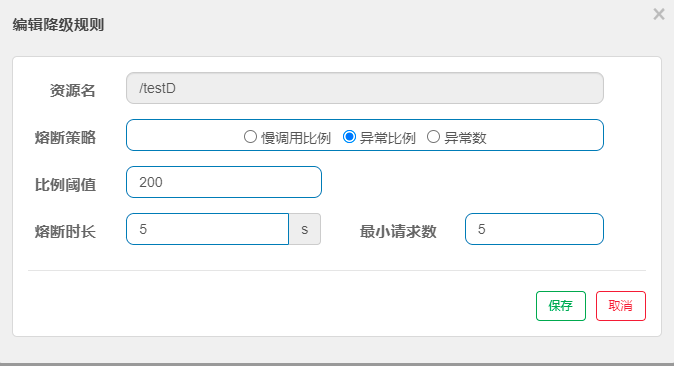 编辑降级规则
×
资源名 /testD
熔断策略 慢调用比例 异常比例 异常数
比例阈值 200
熔断时长 5 s 最小请求数 5
保存 取消